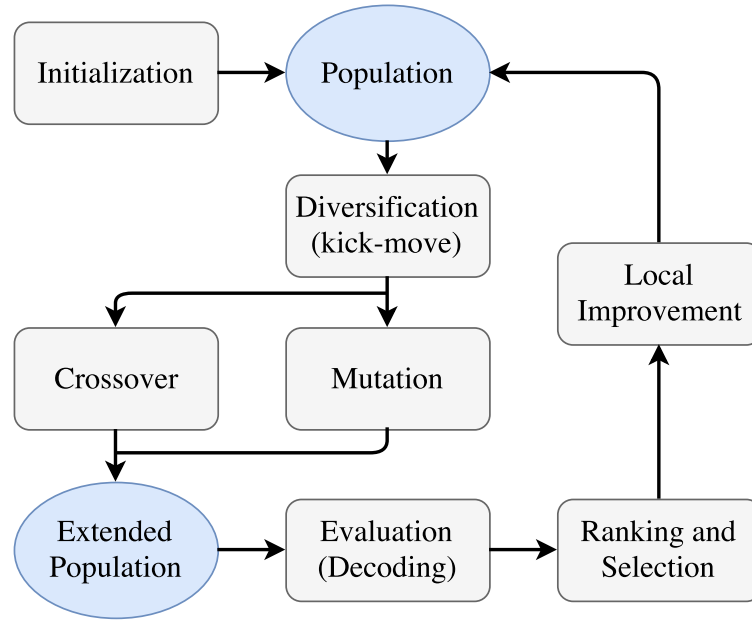 Initialization
Population
Diversification
(kick-move)
Local
Improvement
Crossover
Mutation
Extended
Population
Evaluation
(Decoding)
Ranking and
Selection